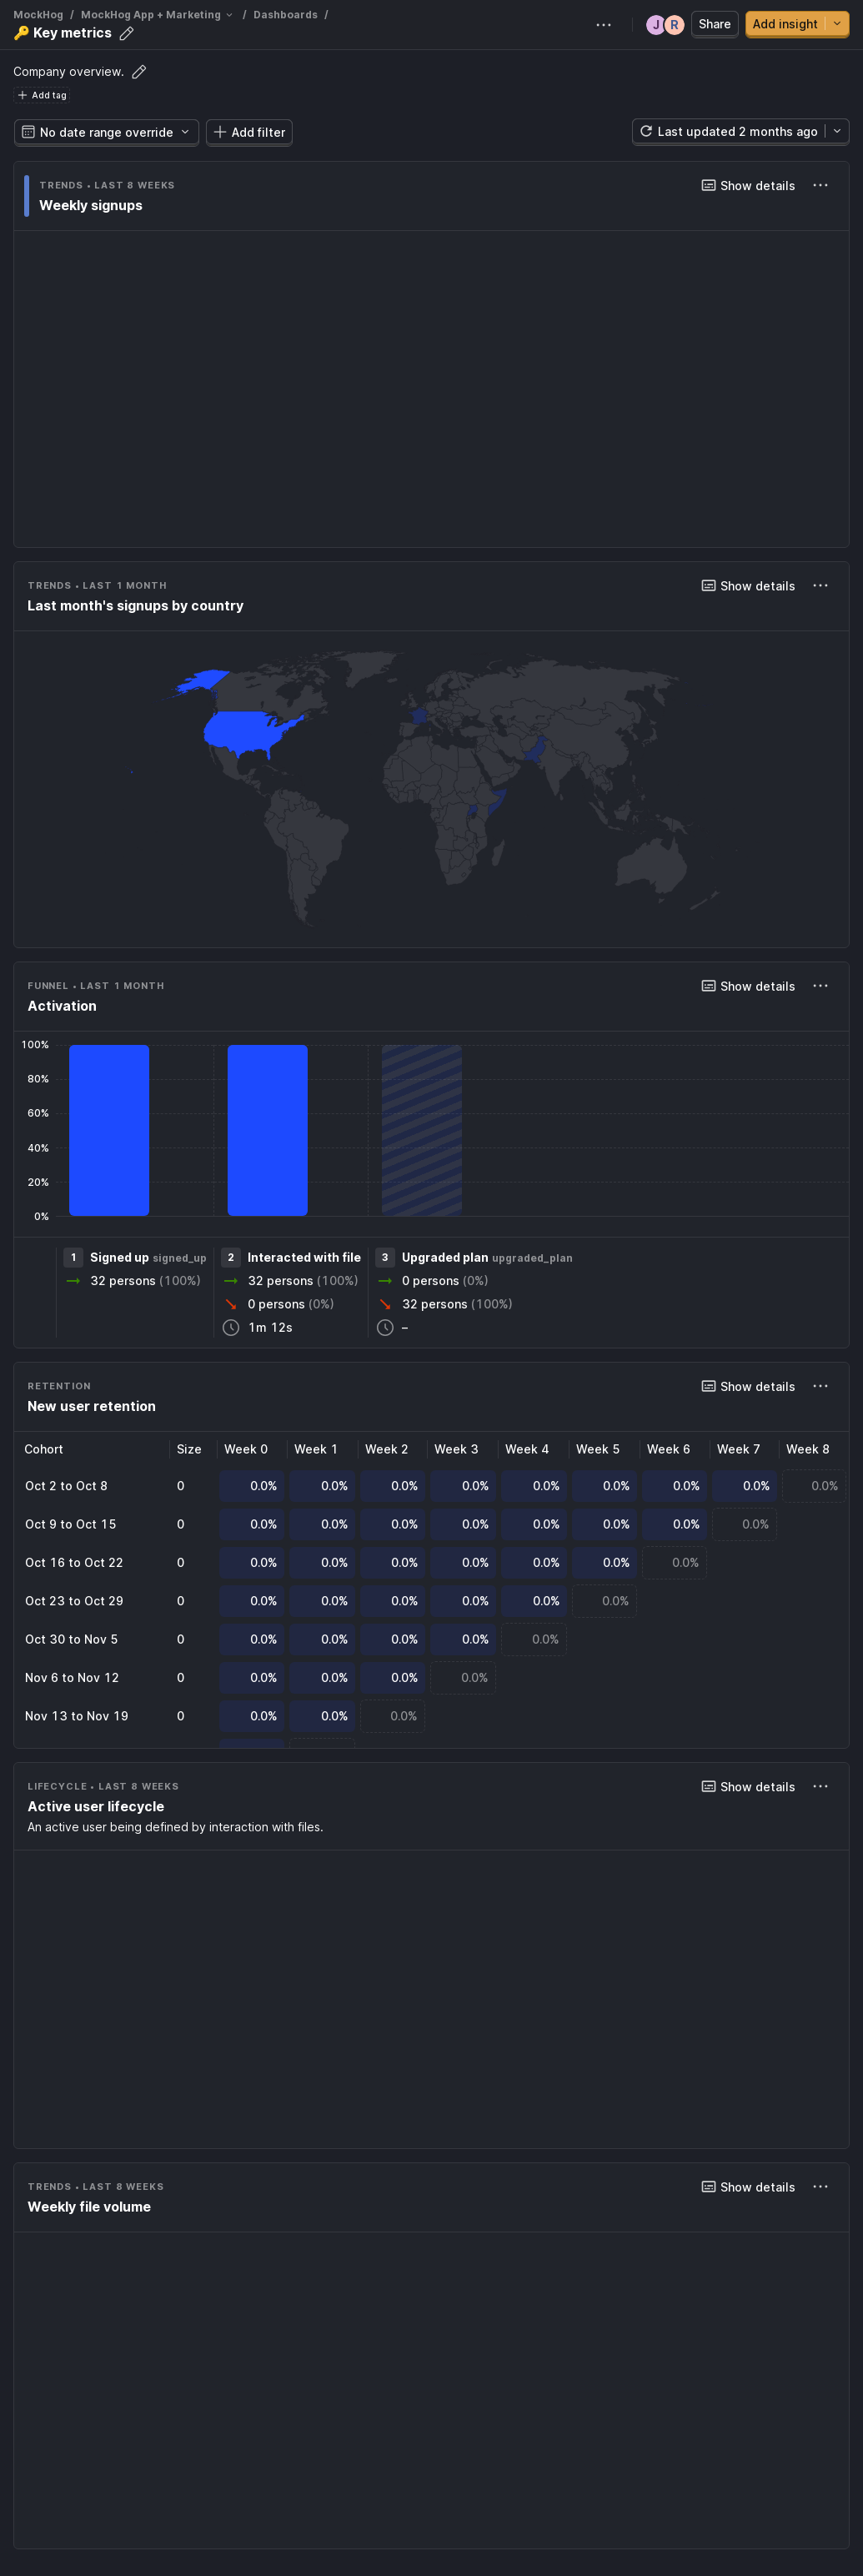 MockHog / MockHog App + Marketing / Dashboards /
🔑 Key metrics
J R Share Add insight
Company overview.
Add tag
No date range override Add filter Last updated 2 months ago
TRENDS • LAST 8 WEEKS Show details
Weekly signups
TRENDS • LAST 1 MONTH Show details
Last month's signups by country
FUNNEL • LAST 1 MONTH Show details
Activation
100%
80%
60%
40%
20%
0%
1 Signed up signed_up 2 Interacted with file 3 Upgraded plan upgraded_plan
32 persons (100%) 32 persons (100%) 0 persons (0%)
0 persons (0%) 32 persons (100%)
1m 12s –
RETENTION Show details
New user retention
Cohort Size Week 0 Week 1 Week 2 Week 3 Week 4 Week 5 Week 6 Week 7 Week 8
Oct 2 to Oct 8 0 0.0% 0.0% 0.0% 0.0% 0.0% 0.0% 0.0% 0.0% 0.0%
Oct 9 to Oct 15 0 0.0% 0.0% 0.0% 0.0% 0.0% 0.0% 0.0% 0.0%
Oct 16 to Oct 22 0 0.0% 0.0% 0.0% 0.0% 0.0% 0.0% 0.0%
Oct 23 to Oct 29 0 0.0% 0.0% 0.0% 0.0% 0.0% 0.0%
Oct 30 to Nov 5 0 0.0% 0.0% 0.0% 0.0% 0.0%
Nov 6 to Nov 12 0 0.0% 0.0% 0.0% 0.0%
Nov 13 to Nov 19 0 0.0% 0.0% 0.0%
LIFECYCLE • LAST 8 WEEKS Show details
Active user lifecycle
An active user being defined by interaction with files.
TRENDS • LAST 8 WEEKS Show details
Weekly file volume